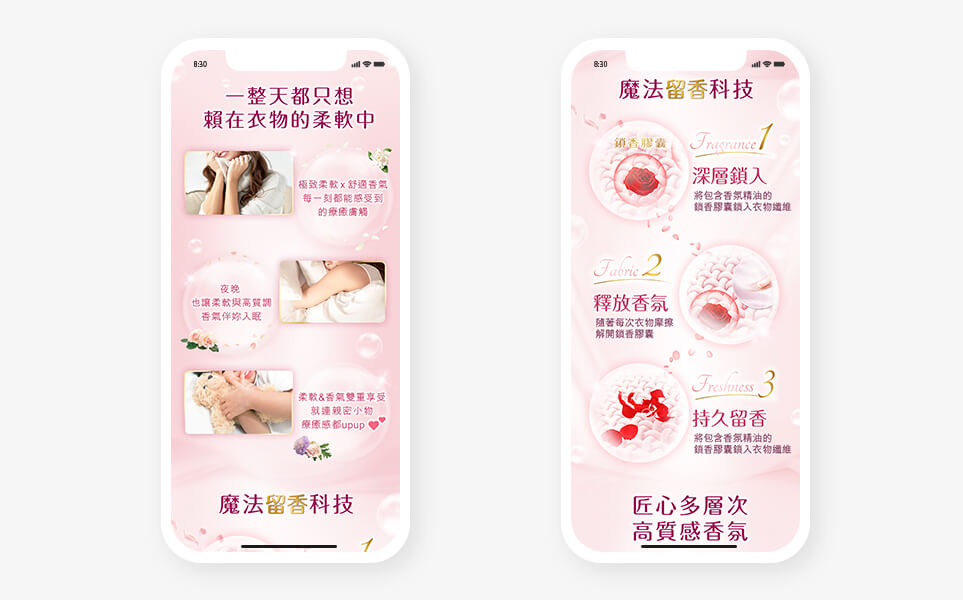 8:30
一整天都只想
賴在衣物的柔軟中
極致柔軟 x 舒適香氣
每一刻都能感受到
的療癒膚觸
夜晚
也讓柔軟與高質調
香氣伴妳入眠
柔軟&香氣雙重享受
就連親密小物
療癒感都upup
魔法留香科技
1
8:30
魔法留香科技
鎖香膠囊
Fragrance 1
深層鎖入
將包含香氛精油的
鎖香膠囊鎖入衣物纖維
Fabric 2
釋放香氛
隨著每次衣物摩擦
解開鎖香膠囊
Freshness 3
持久留香
將包含香氛精油的
鎖香膠囊鎖入衣物纖維
匠心多層次
高質感香氛